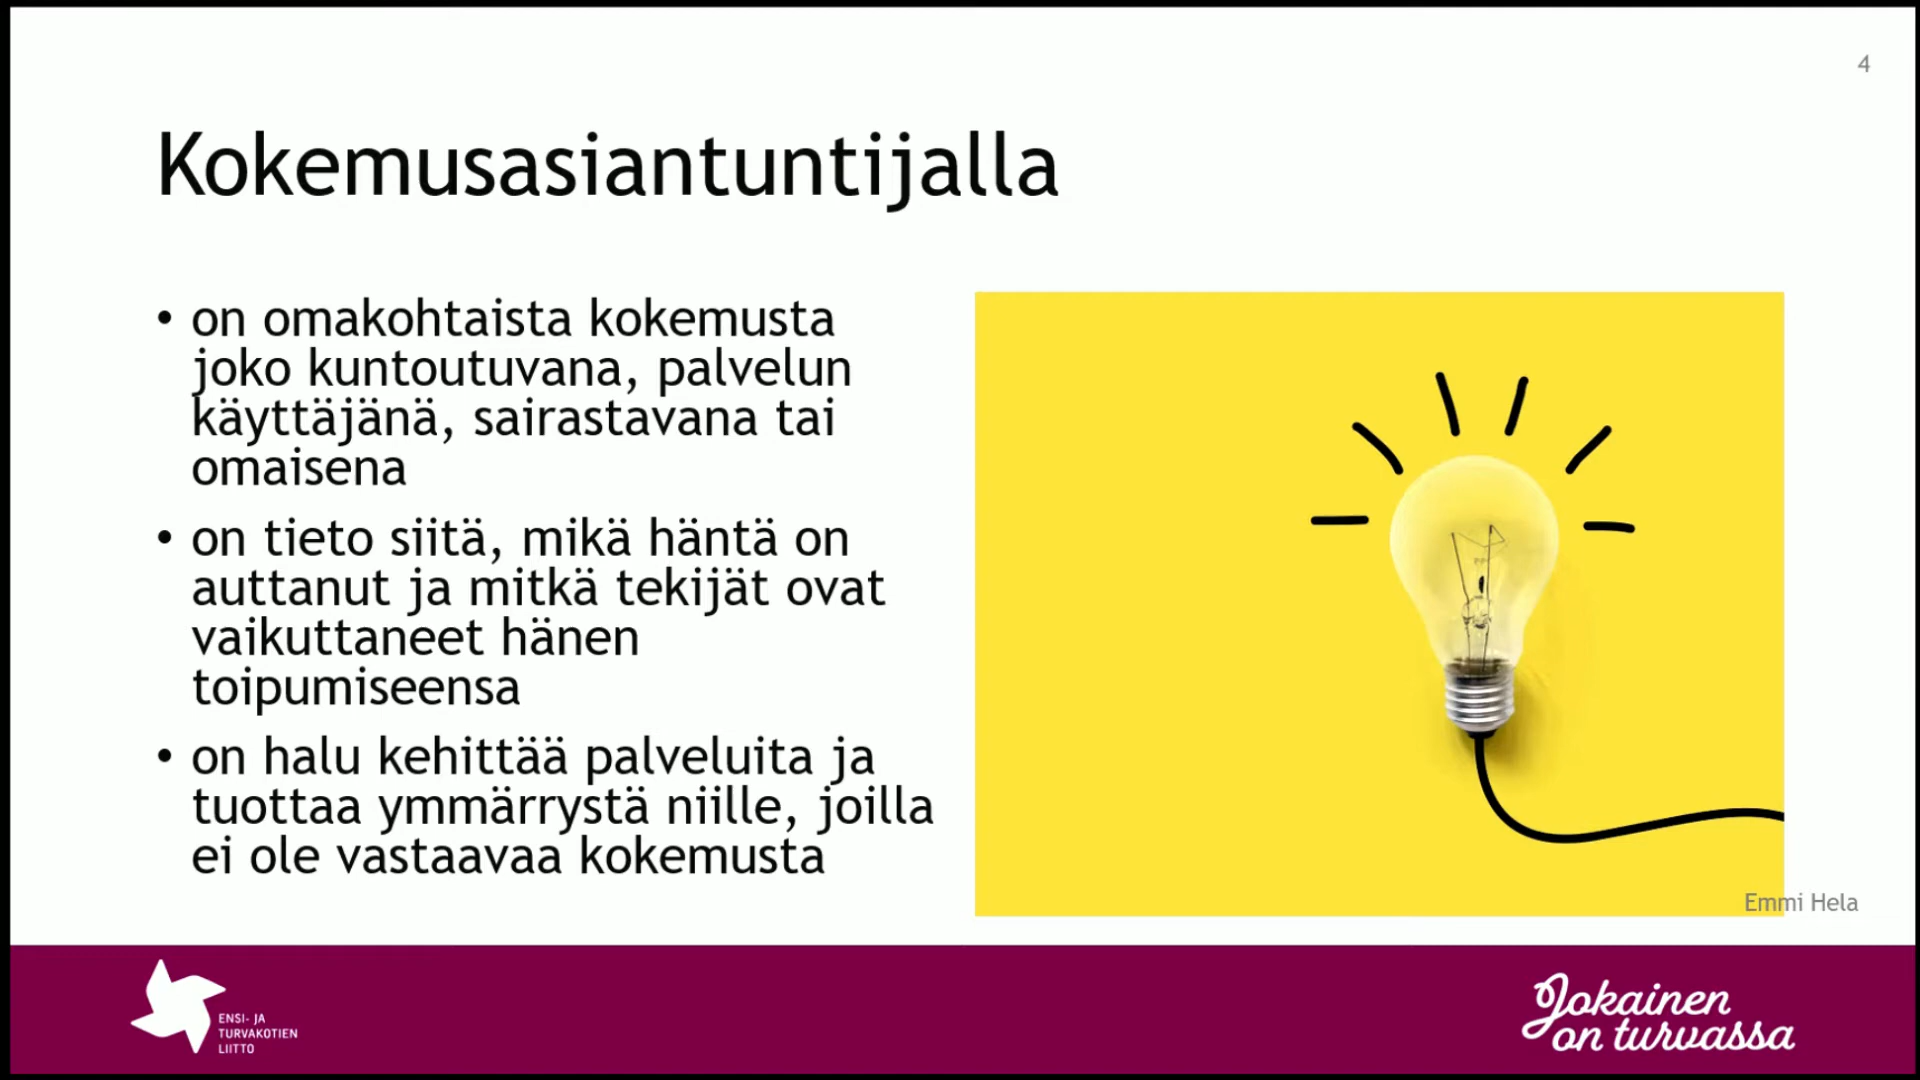 4
Kokemusasiantuntijalla
• on omakohtaista kokemusta
joko kuntoutuvana, palvelun
käyttäjänä, sairastavana tai
omaisena
• on tieto siitä, mikä häntä on
auttanut ja mitkä tekijät ovat
vaikuttaneet hänen
toipumiseensa
• on halu kehittää palveluita ja
tuottaa ymmärrystä niille, joilla
ei ole vastaavaa kokemusta
Emmi Hela
ENSI- JA
TURVAKOTIEN
LIITTO
Jokainen
on turvassa